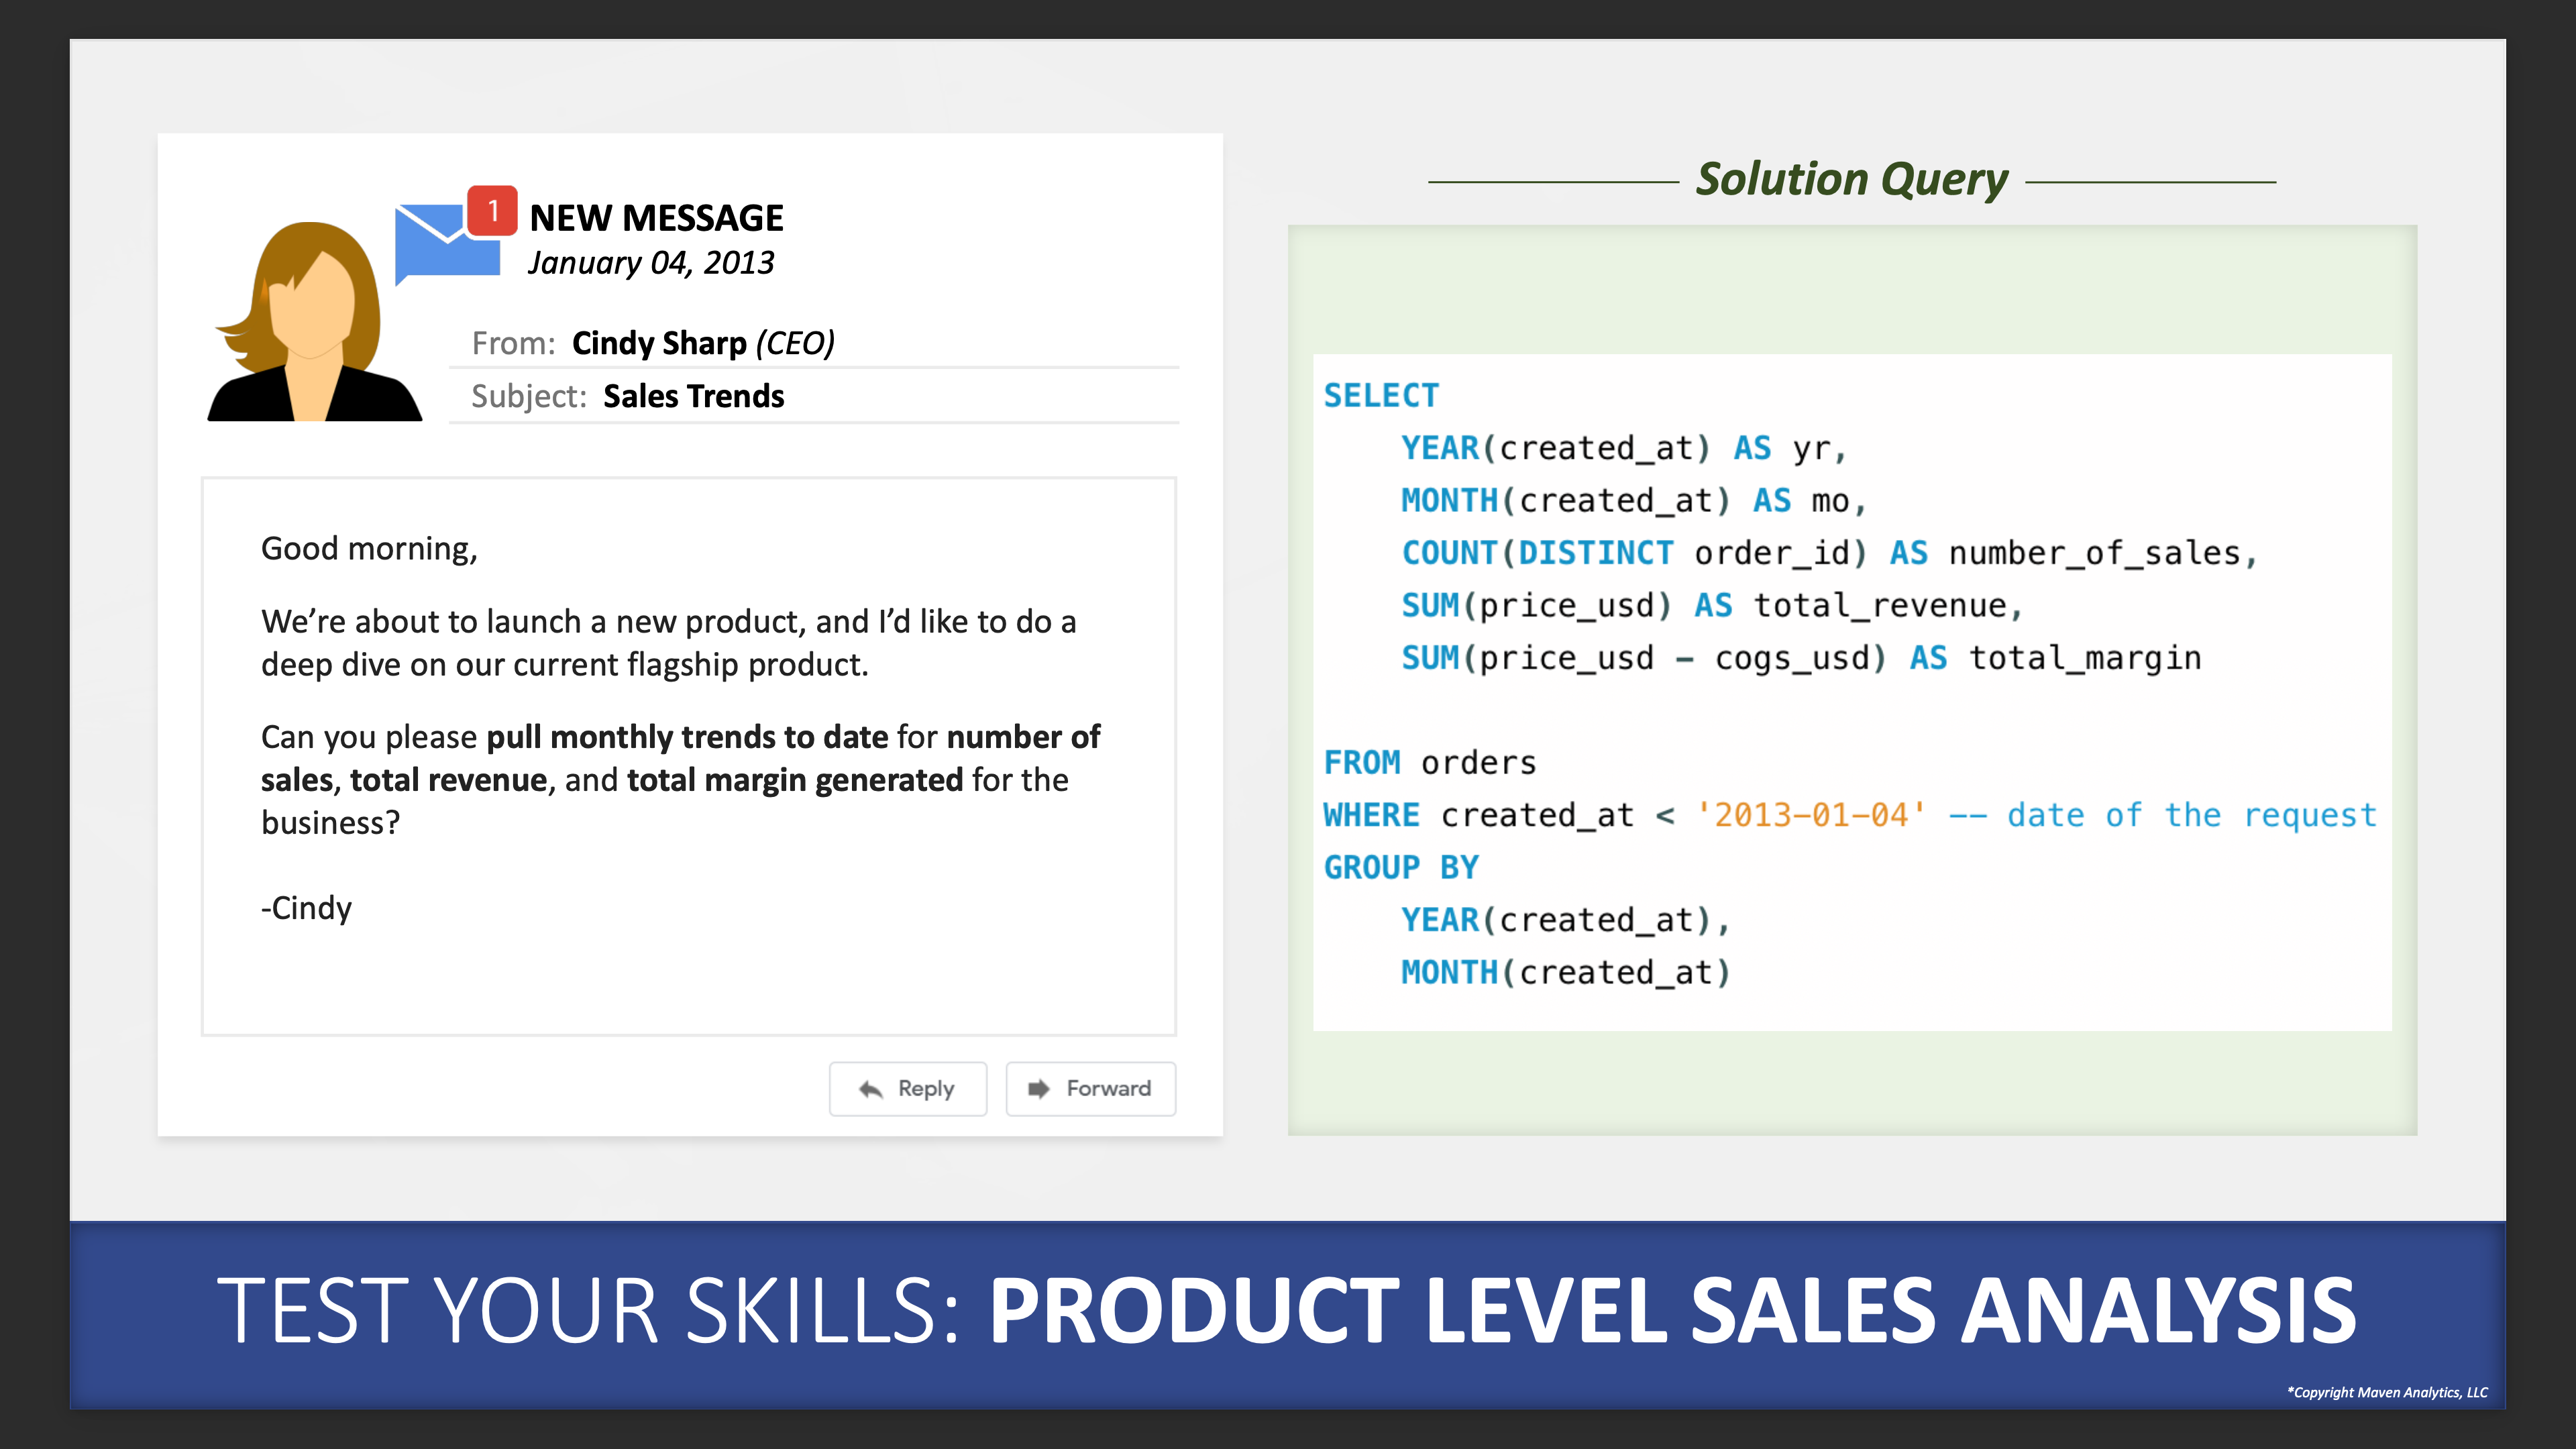 1
NEW MESSAGE
January 04, 2013
From: Cindy Sharp (CEO)
Subject: Sales Trends
Good morning,
We’re about to launch a new product, and I’d like to do a
deep dive on our current flagship product.
Can you please pull monthly trends to date for number of
sales, total revenue, and total margin generated for the
business?
-Cindy
Reply
Forward
Solution Query
SELECT
YEAR(created_at) AS yr,
MONTH(created_at) AS mo,
COUNT(DISTINCT order_id) AS number_of_sales,
SUM(price_usd) AS total_revenue,
SUM(price_usd - cogs_usd) AS total_margin
FROM orders
WHERE created_at < '2013-01-04' -- date of the request
GROUP BY
YEAR(created_at),
MONTH(created_at)
TEST YOUR SKILLS: PRODUCT LEVEL SALES ANALYSIS
*Copyright Maven Analytics, LLC